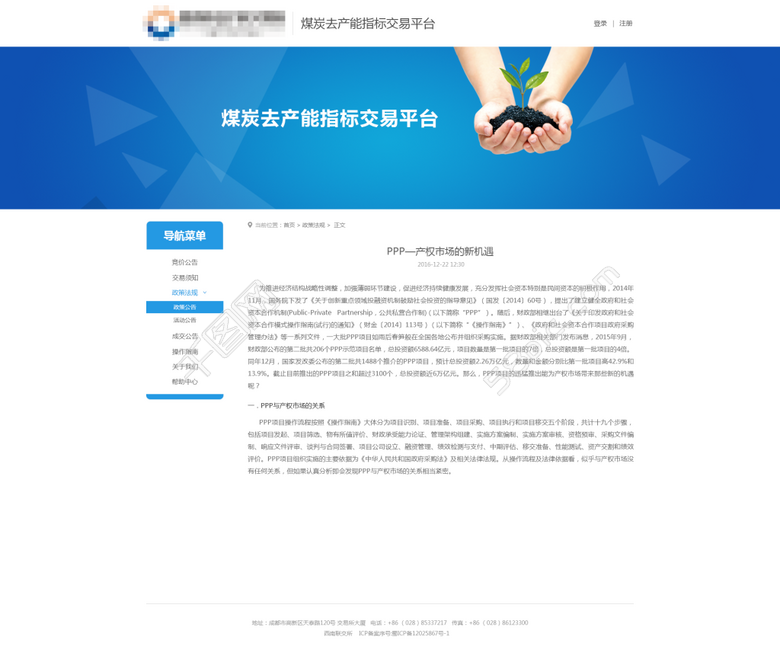 煤炭去产能指标交易平台
登录 | 注册
煤炭去产能指标交易平台
导航菜单
竞价公告
交易须知
政策法规
政策公告
活动公告
成交公告
操作指南
关于我们
帮助中心
当前位置：首页 > 政策法规 > 正文
PPP—产权市场的新机遇
2016-12-22 12:30
为推进经济结构战略性调整，加强薄弱环节建设，促进经济持续健康发展，充分发挥社会资本特别是民间资本的积极作用，2014年
11月，国务院下发了《关于创新重点领域投融资机制鼓励社会投资的指导意见》（国发〔2014〕60号），提出了建立健全政府和社会
资本合作机制(Public-Private Partnership，公共私营合作制)（以下简称“PPP”）。随后，财政部相继出台了《关于印发政府和社会
资本合作模式操作指南(试行)的通知》（财金〔2014〕113号）（以下简称“《操作指南》”）、《政府和社会资本合作项目政府采购
管理办法》等一系列文件，一大批PPP项目如雨后春笋般在全国各地公布并组织采购实施。据财政部相关部门发布消息，2015年9月，
财政部公布的第二批共206个PPP示范项目名单，总投资额6588.64亿元，项目数量是第一批项目的7倍，总投资额是第一批项目的4倍。
同年12月，国家发改委公布的第二批共1488个推介的PPP项目，预计总投资额2.26万亿元，数量和金额分别比第一批项目高42.9%和
13.9%。截止目前推出的PPP项目之和超过3100个，总投资额近6万亿元。那么，PPP项目的迅猛推出能为产权市场带来那些新的机遇
呢？
一．PPP与产权市场的关系
PPP项目操作流程按照《操作指南》大体分为项目识别、项目准备、项目采购、项目执行和项目移交五个阶段，共计十九个步骤，
包括项目发起、项目筛选、物有所值评价、财政承受能力论证、管理架构组建、实施方案编制、实施方案审核、资格预审、采购文件编
制、响应文件评审、谈判与合同签署、项目公司设立、融资管理、绩效检测与支付、中期评估、移交准备、性能测试、资产交割和绩效
评价。PPP项目组织实施的主要依据为《中华人民共和国政府采购法》及相关法律法规。从操作流程及法律依据看，似乎与产权市场没
有任何关系，但如果认真分析都会发现PPP与产权市场的关系相当紧密。
地址：成都市高新区天泰路120号 交易所大厦 电话：+86（028）85337217 传真：+86（028）86123300
西南联交所 ICP备案序号:蜀ICP备12025867号-1